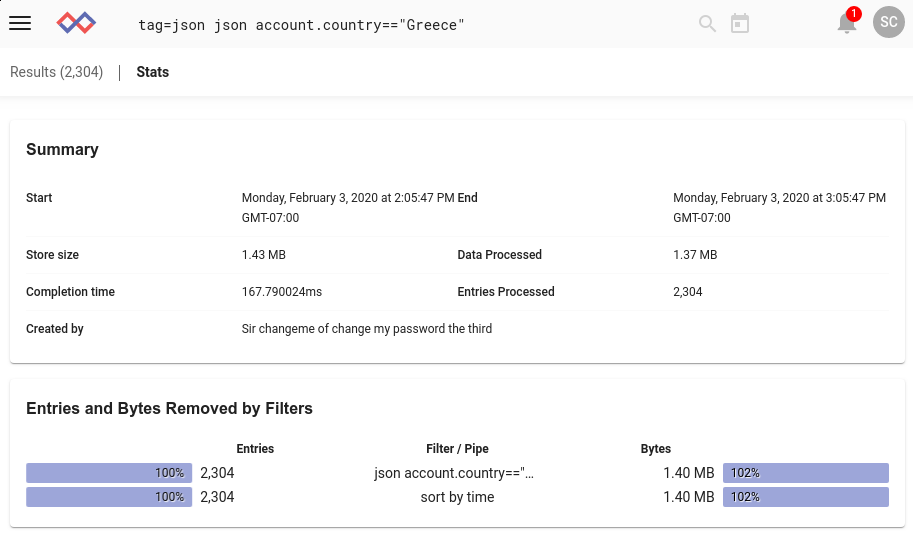 tag=json json account.country=="Greece"
1
SC
Results (2,304)
Stats
Summary
Start
Monday, February 3, 2020 at 2:05:47 PM GMT-07:00
End
Monday, February 3, 2020 at 3:05:47 PM GMT-07:00
Store size
1.43 MB
Data Processed
1.37 MB
Completion time
167.790024ms
Entries Processed
2,304
Created by
Sir changeme of change my password the third
Entries and Bytes Removed by Filters
Entries Filter / Pipe Bytes
100% 2,304 json account.country=="… 1.40 MB 102%
100% 2,304 sort by time 1.40 MB 102%